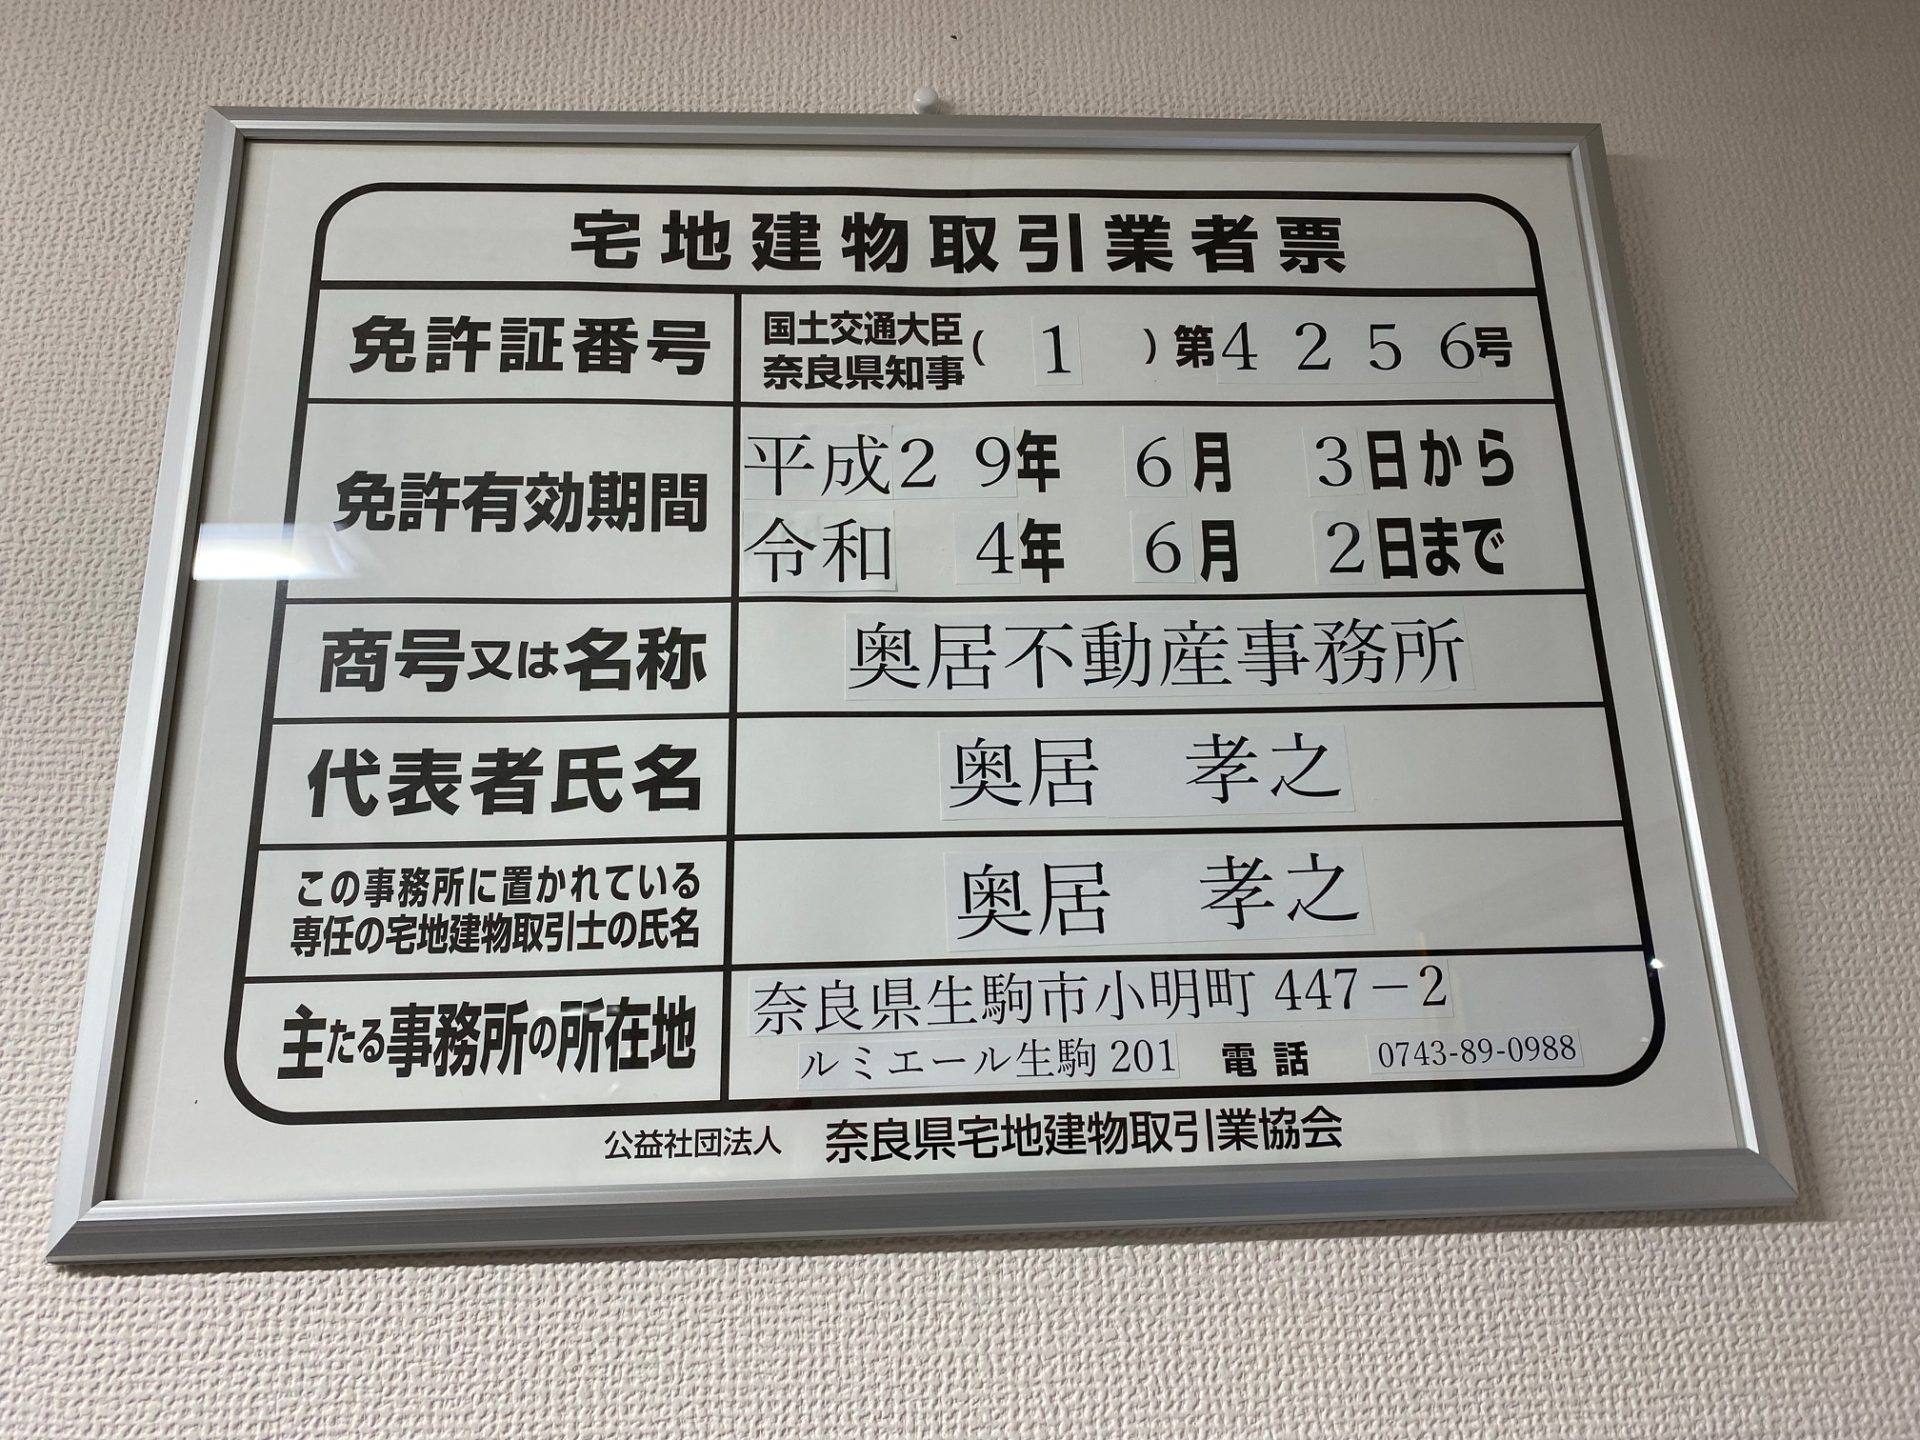 宅地建物取引業者票
免許証番号
国土交通大臣
奈良県知事
( 1 ) 第4256号
免許有効期間
平成29年 6月 3日から
令和 4年 6月 2日まで
商号又は名称
奥居不動産事務所
代表者氏名
奥居 孝之
この事務所に置かれている
専任の宅地建物取引士の氏名
奥居 孝之
主たる事務所の所在地
奈良県生駒市小明町 447-2
ルミエール生駒 201 電話 0743-89-0988
公益社団法人 奈良県宅地建物取引業協会